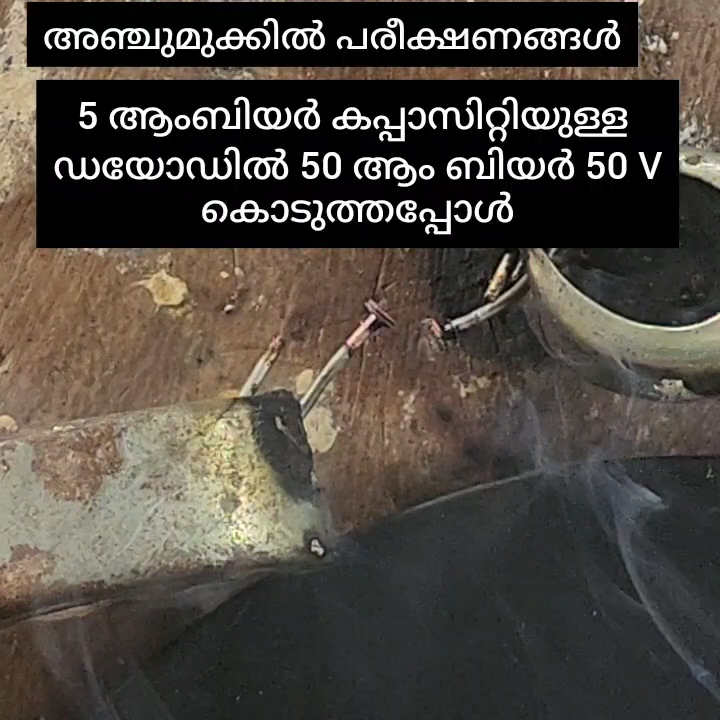 അഞ്ചുമുക്കിൽ പരീക്ഷണങ്ങൾ
5 ആംബിയർ കപ്പാസിറ്റിയുള്ള
ഡയോഡിൽ 50 ആം ബിയർ 50 V
കൊടുത്തപ്പോൾ